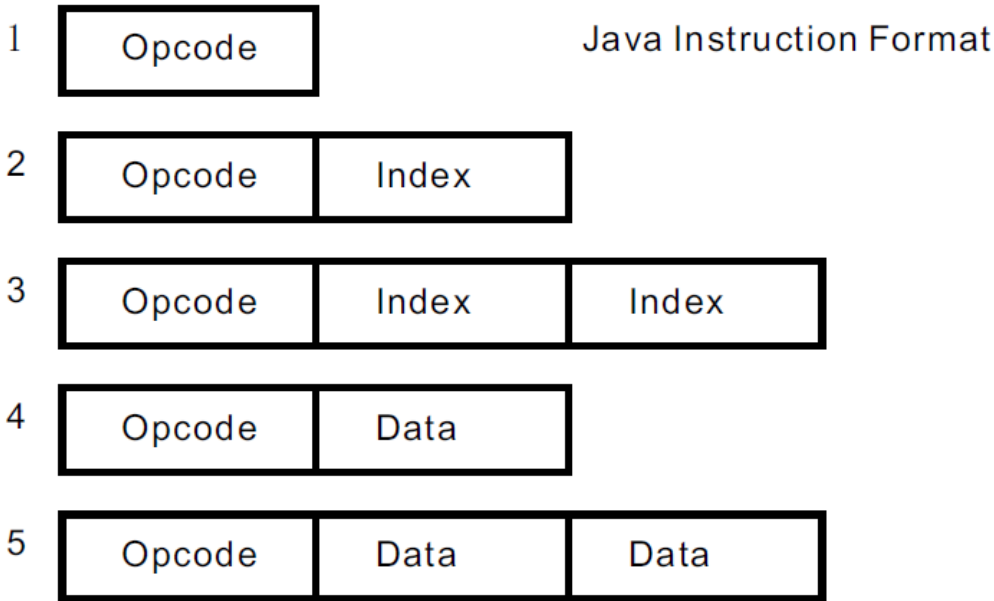 1 Opcode Java Instruction Format
2 Opcode Index
3 Opcode Index Index
4 Opcode Data
5 Opcode Data Data